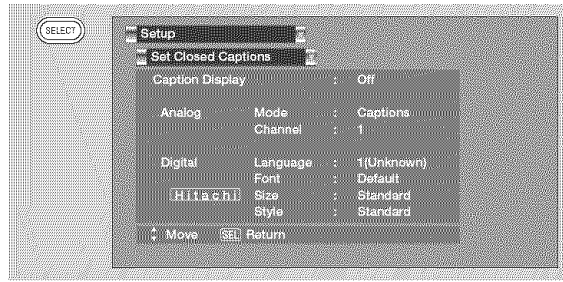 SELECT
Setup
Set Closed Captions
Caption Display : Off
Analog Mode : Captions
Channel : 1
Digital Language : 1(Unknown)
Font : Default
Hitachi Size : Standard
Style : Standard
Move SEL Return